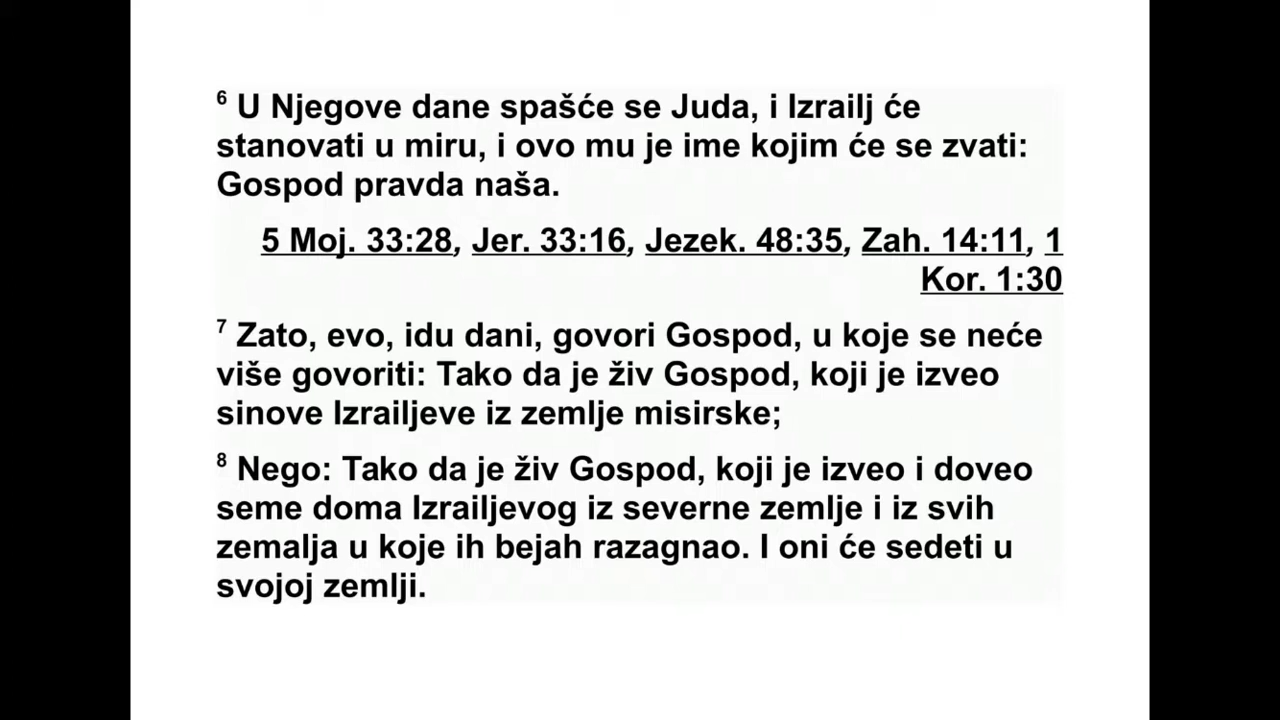 6 U Njegove dane spašće se Juda, i Izrailj će
stanovati u miru, i ovo mu je ime kojim će se zvati:
Gospod pravda naša.
5 Moj. 33:28, Jer. 33:16, Jezek. 48:35, Zah. 14:11, 1
Kor. 1:30
7 Zato, evo, idu dani, govori Gospod, u koje se neće
više govoriti: Tako da je živ Gospod, koji je izveo
sinove Izrailjeve iz zemlje misirske;
8 Nego: Tako da je živ Gospod, koji je izveo i doveo
seme doma Izrailjevog iz severne zemlje i iz svih
zemalja u koje ih bejah razagnao. I oni će sedeti u
svojoj zemlji.